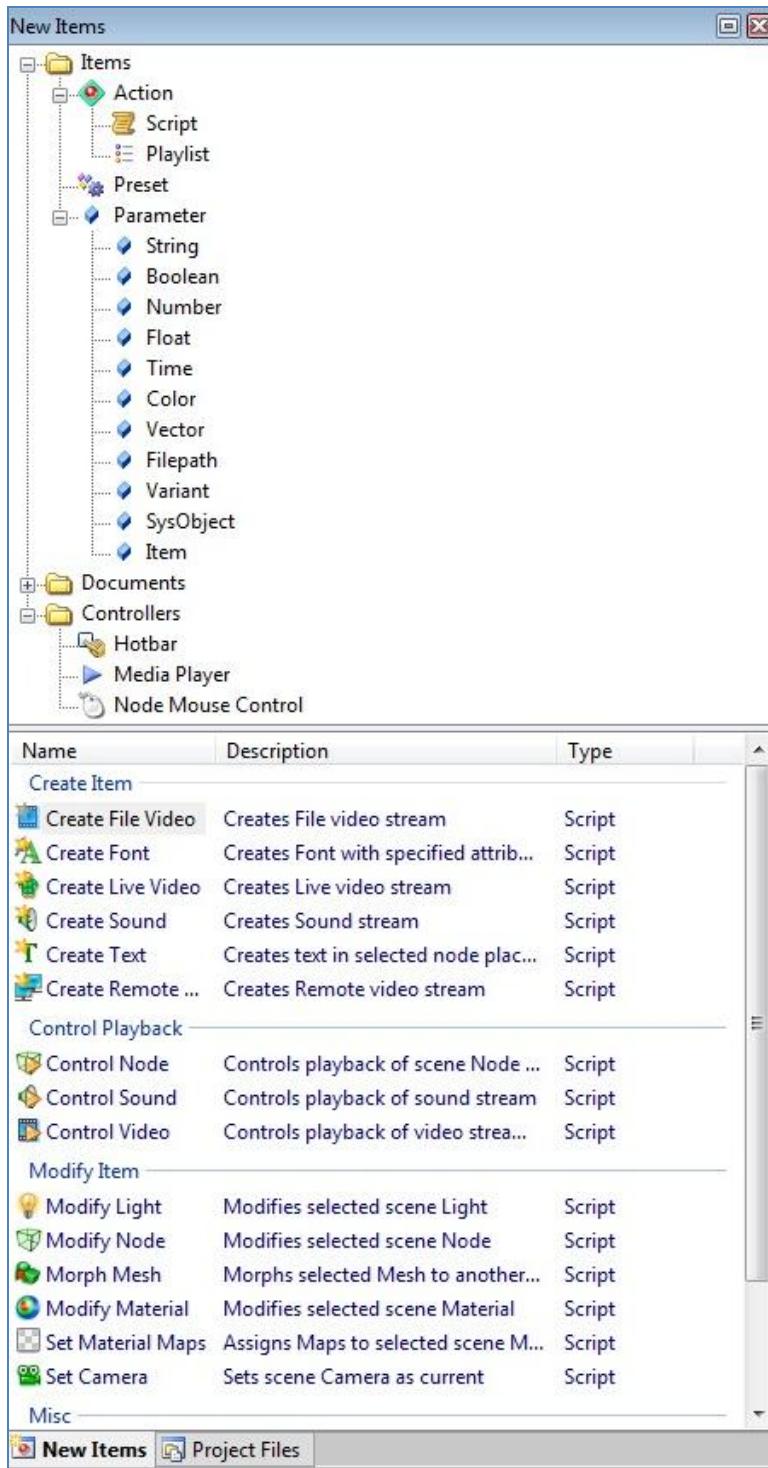 New Items
Items
Action
Script
Playlist
Preset
Parameter
String
Boolean
Number
Float
Time
Color
Vector
Filepath
Variant
SysObject
Item
Documents
Controllers
Hotbar
Media Player
Node Mouse Control
Name Description Type
Create Item
Create File Video Creates File video stream Script
Create Font Creates Font with specified attrib... Script
Create Live Video Creates Live video stream Script
Create Sound Creates Sound stream Script
Create Text Creates text in selected node plac... Script
Create Remote ... Creates Remote video stream Script
Control Playback
Control Node Controls playback of scene Node ... Script
Control Sound Controls playback of sound stream Script
Control Video Controls playback of video strea... Script
Modify Item
Modify Light Modifies selected scene Light Script
Modify Node Modifies selected scene Node Script
Morph Mesh Morphs selected Mesh to another... Script
Modify Material Modifies selected scene Material Script
Set Material Maps Assigns Maps to selected scene M... Script
Set Camera Sets scene Camera as current Script
Misc
New Items Project Files